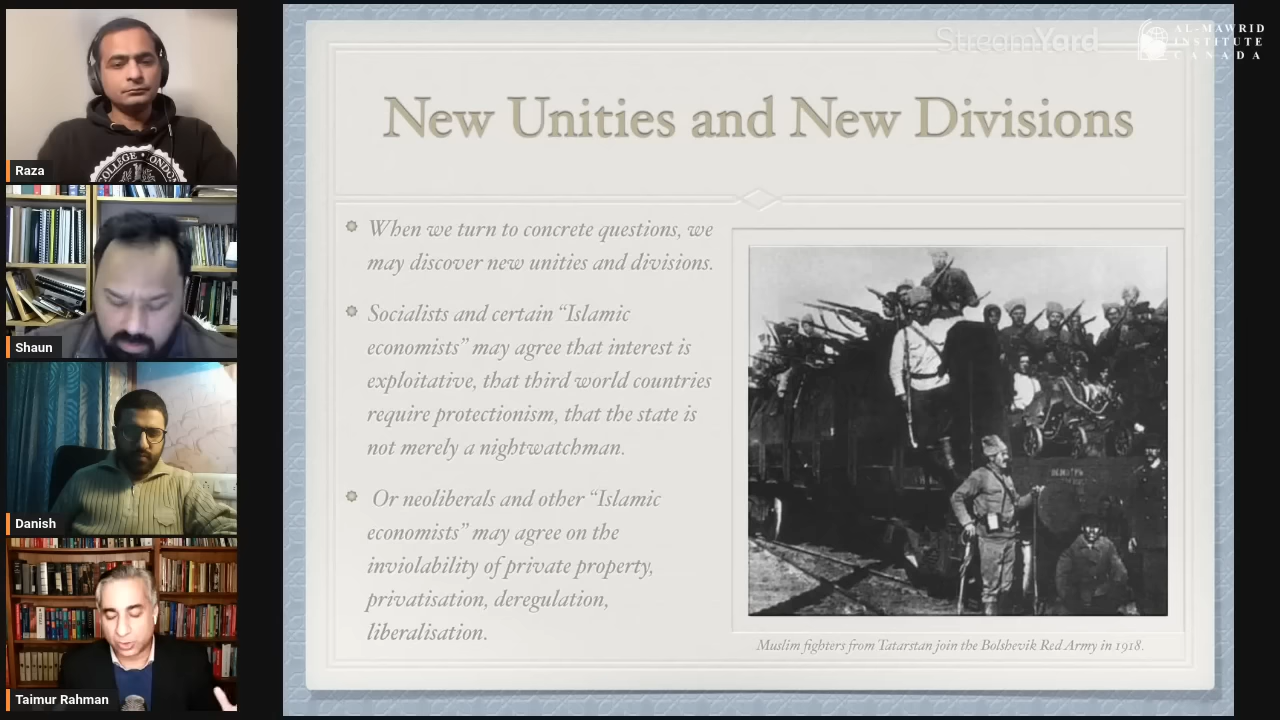 StreamYard
AL-MAWRID
INSTITUTE
CANADA
New Unities and New Divisions
When we turn to concrete questions, we
may discover new unities and divisions.
Socialists and certain “Islamic
economists” may agree that interest is
exploitative, that third world countries
require protectionism, that the state is
not merely a nightwatchman.
Or neoliberals and other “Islamic
economists” may agree on the
inviolability of private property,
privatisation, deregulation,
liberalisation.
Muslim fighters from Tatarstan join the Bolshevik Red Army in 1918.
COLLEGE • LONDO
Raza
Shaun
Danish
Taimur Rahman